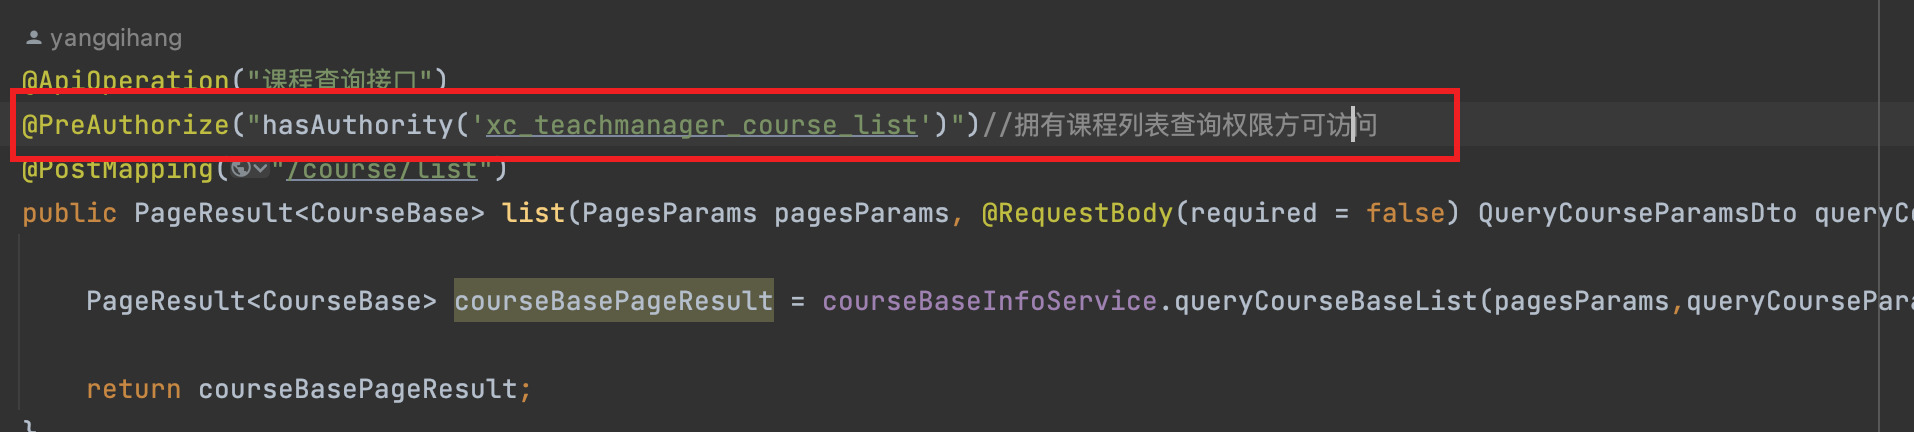 yangqihang
@ApiOperation("课程查询接口")
@PreAuthorize("hasAuthority('xc_teachmanager_course_list')")//拥有课程列表查询权限方可访问
@PostMapping("/course/list")
public PageResult<CourseBase> list(PagesParams pagesParams, @RequestBody(required = false) QueryCourseParamsDto queryCo
PageResult<CourseBase> courseBasePageResult = courseBaseInfoService.queryCourseBaseList(pagesParams,queryCoursePara
return courseBasePageResult;
}